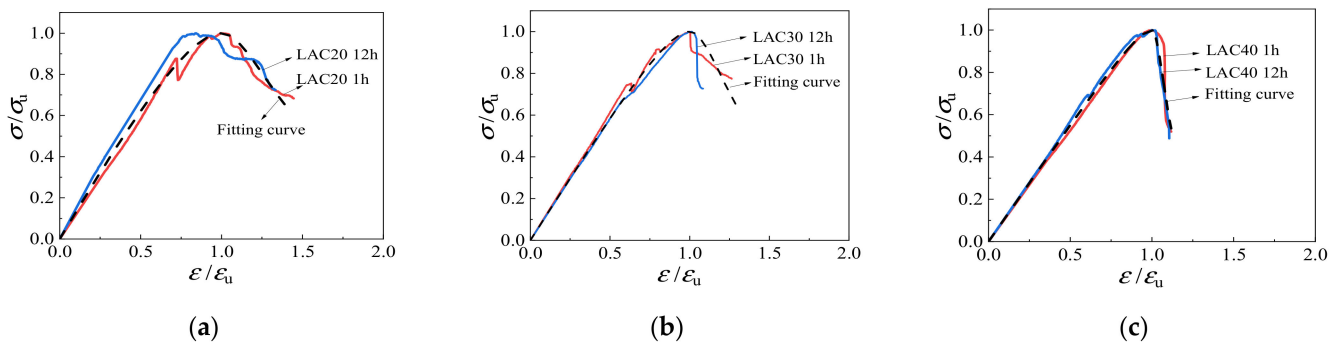 1.0
0.8
0.6
0.4
0.2
0.0
σ/σu
LAC20 12h
LAC20 1h
Fitting curve
0.0
0.5
1.0
1.5
2.0
ε/εu
(a)
1.0
0.8
0.6
0.4
0.2
0.0
σ/σu
LAC30 12h
LAC30 1h
Fitting curve
0.0
0.5
1.0
1.5
2.0
ε/εu
(b)
1.0
0.8
0.6
0.4
0.2
0.0
σ/σu
LAC40 1h
LAC40 12h
Fitting curve
0.0
0.5
1.0
1.5
2.0
ε/εu
(c)